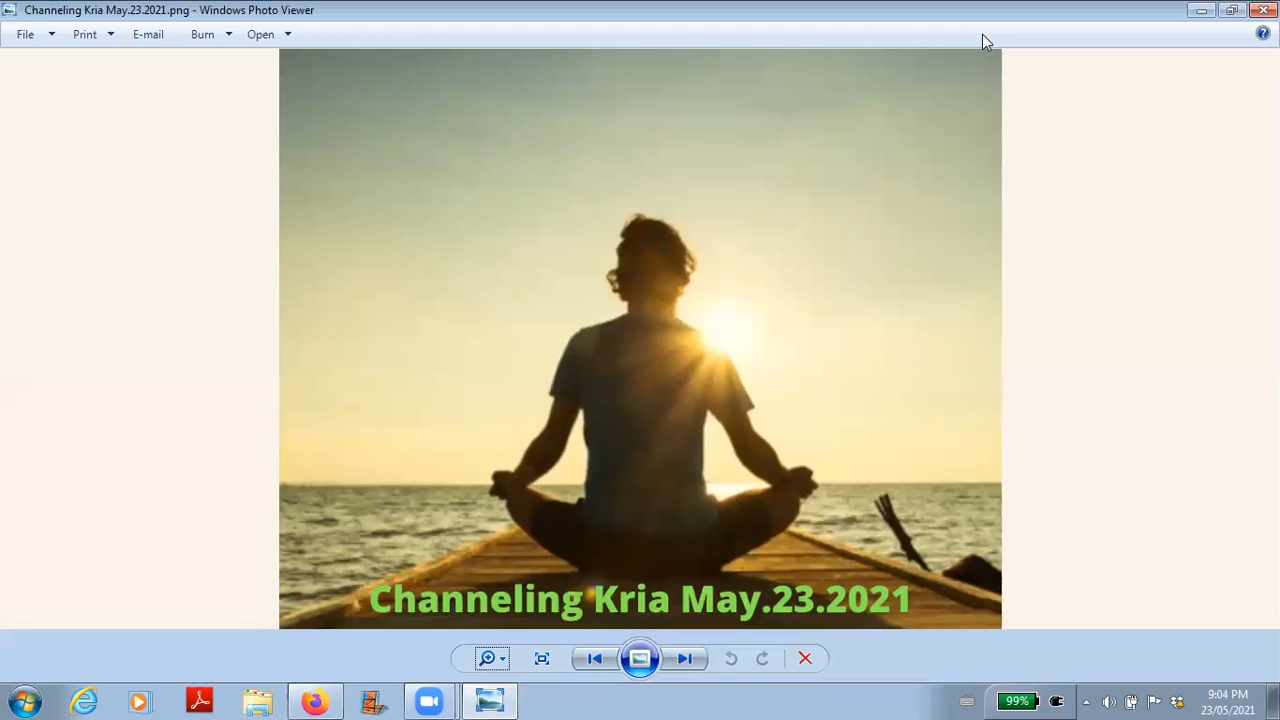 Channeling Kria May.23.2021.png - Windows Photo Viewer
File Print E-mail Burn Open
Channeling Kria May.23.2021
99%
9:04 PM
23/05/2021